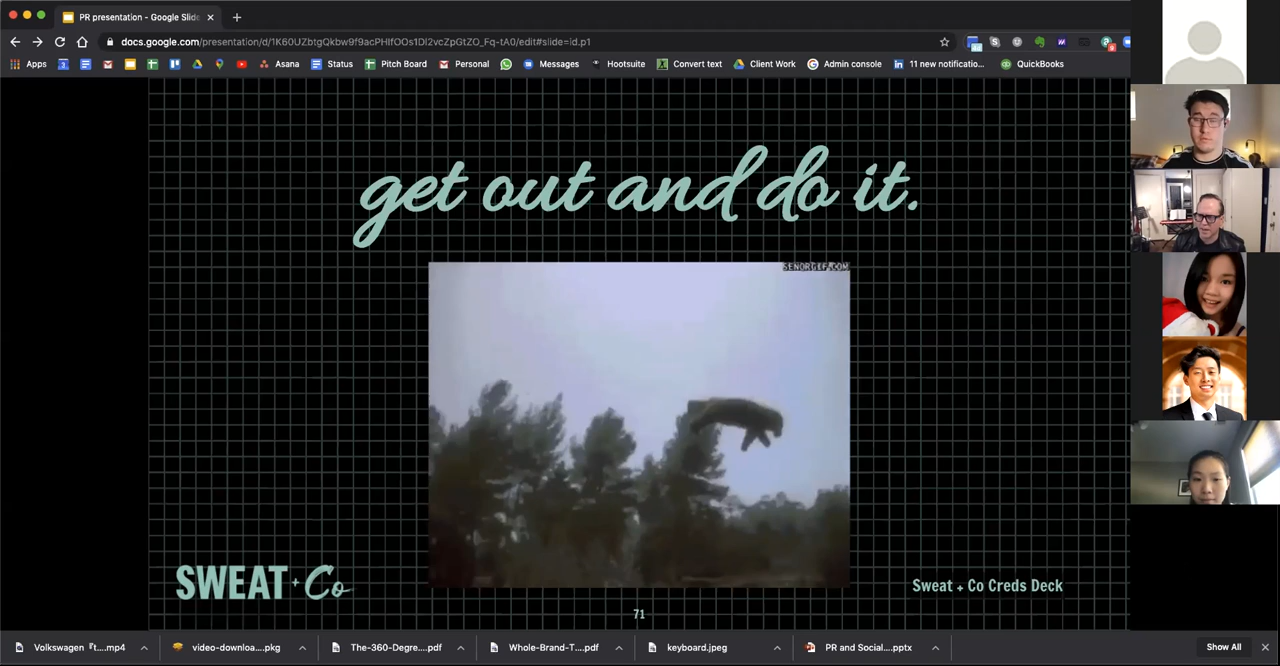 PR presentation - Google Slide
docs.google.com/presentation/d/1K60UZbtgQkbw9f9acPHIfOOs1DI2vcZpGtZO_Fq-tA0/edit#slide=id.p1
Apps
Asana
Status
Pitch Board
Personal
Messages
Hootsuite
Convert text
Client Work
Admin console
11 new notificatio...
QuickBooks
get out and do it.
SENORGIF.COM
SWEAT + Co
Sweat + Co Creds Deck
71
Volkswagen『t....mp4
video-downloa....pkg
The-360-Degre....pdf
Whole-Brand-T....pdf
keyboard.jpeg
PR and Social....pptx
Show All